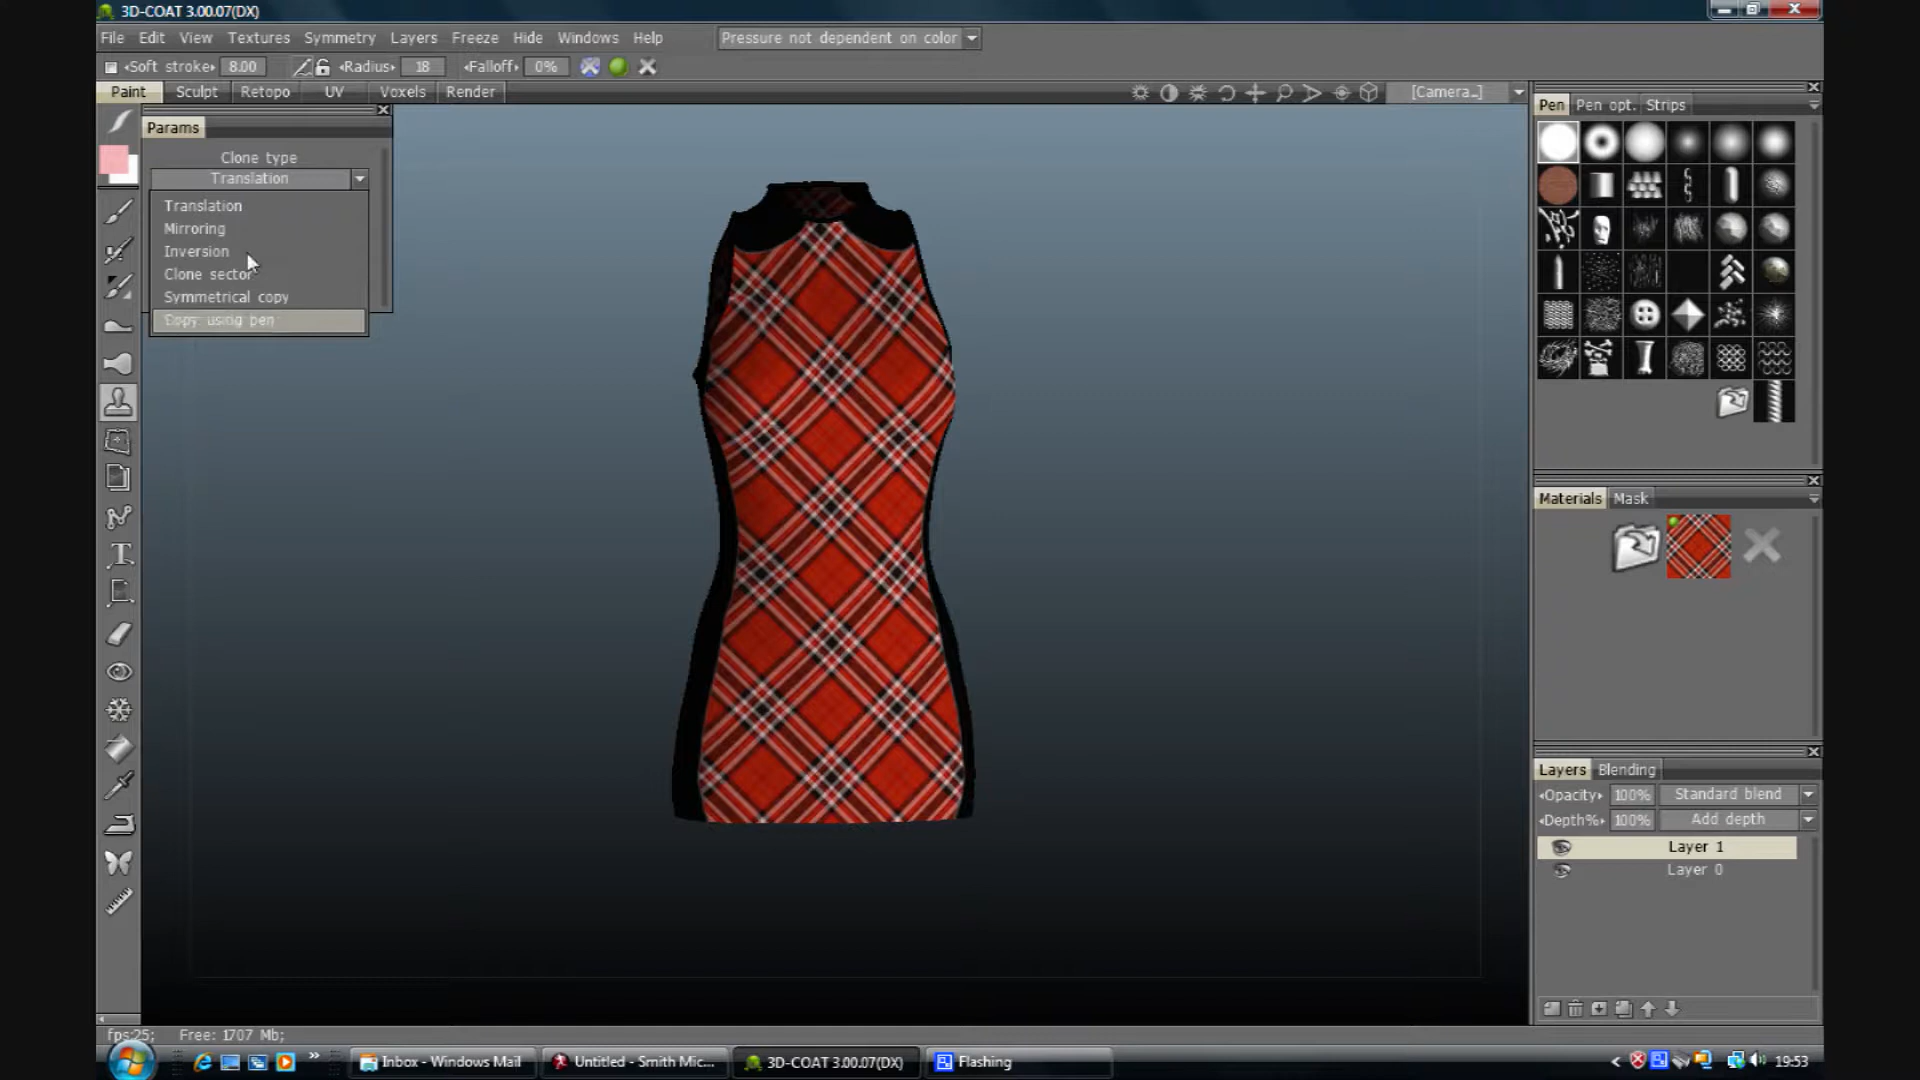 3D-COAT 3.00.07(DX)
File Edit View Textures Symmetry Layers Freeze Hide Windows Help Pressure not dependent on color
Soft stroke 8.00 Radius 18 Falloff 0%
Paint Sculpt Retopo UV Voxels Render [Camera_]
Params
Clone type
Translation
Translation
Mirroring
Inversion
Clone sector
Symmetrical copy
Copy using pen
Pen Pen opt. Strips
Materials Mask
Layers Blending
Opacity 100% Standard blend
Depth% 100% Add depth
Layer 1
Layer 0
fps:25; Free: 1707 Mb;
Inbox - Windows Mail Untitled - Smith Mic... 3D-COAT 3.00.07(DX) Flashing 19:53